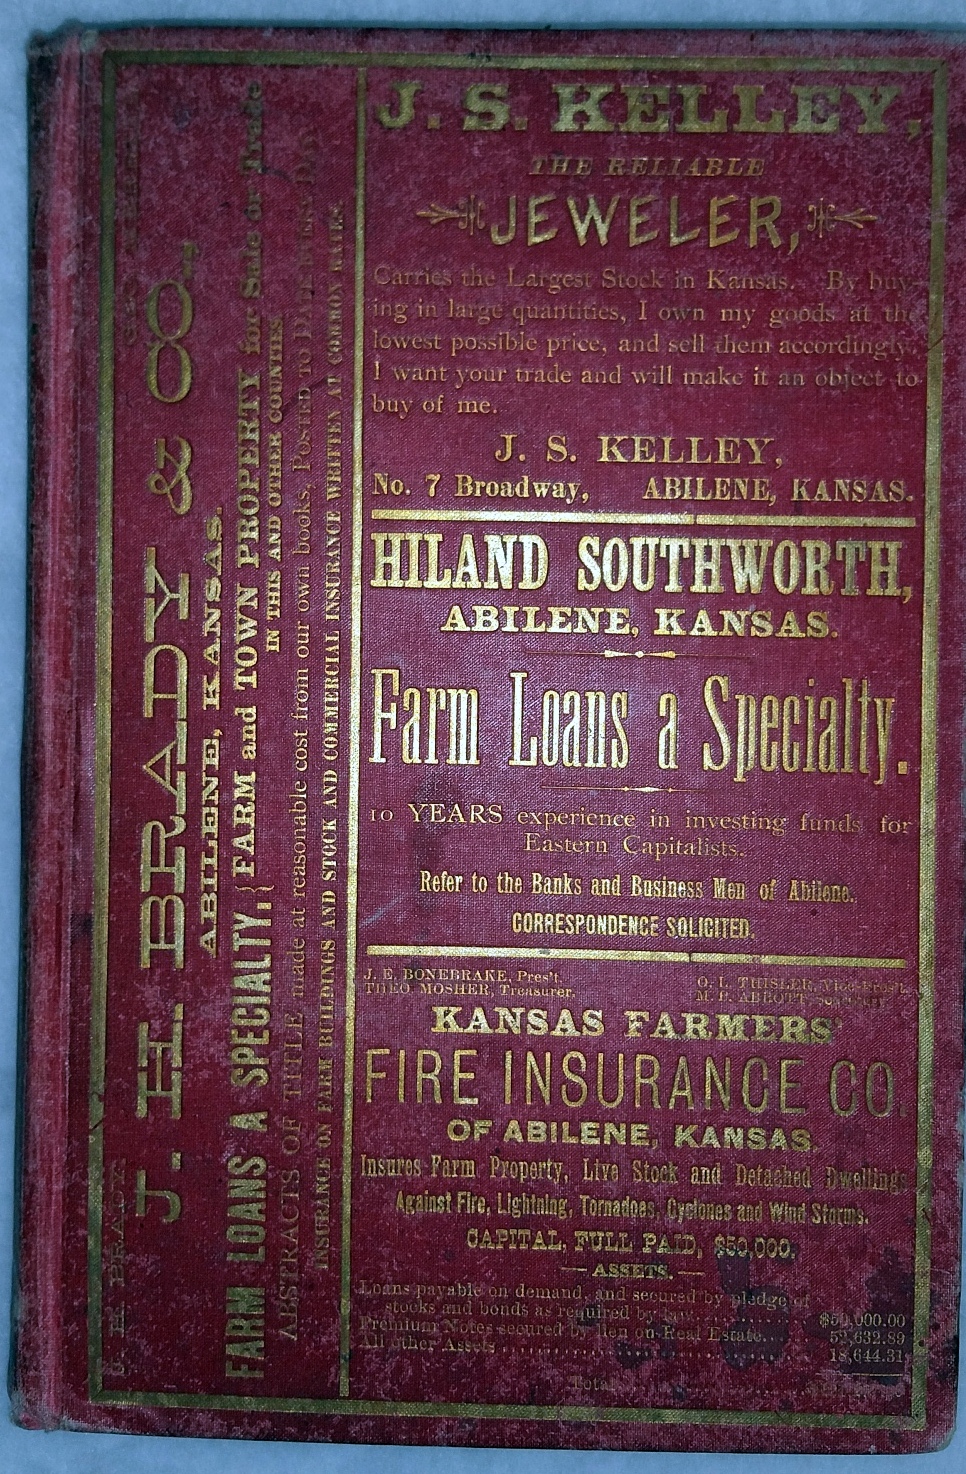 J. H. BRADY
J. H. BRADY & CO.
ABILENE, KANSAS.
FARM LOANS A SPECIALTY, { FARM and TOWN PROPERTY for Sale or Trade
IN THIS AND OTHER COUNTIES.
ABSTRACTS OF TITLE made at reasonable cost from our own books, POSTED TO DATE
INSURANCE ON FARM BUILDINGS AND STOCK AND COMMERCIAL INSURANCE WRITTEN AT COMMON RATES.
J. S. KELLEY,
THE RELIABLE
JEWELER,
Carries the Largest Stock in Kansas. By buy-
ing in large quantities, I own my goods at the
lowest possible price, and sell them accordingly.
I want your trade and will make it an object to
buy of me.
J. S. KELLEY,
No. 7 Broadway, ABILENE, KANSAS.
HILAND SOUTHWORTH,
ABILENE, KANSAS.
Farm Loans a Specialty.
10 YEARS experience in investing funds for
Eastern Capitalists.
Refer to the Banks and Business Men of Abilene.
CORRESPONDENCE SOLICITED.
J. E. BONEBRAKE, Pres't. O. L. THISLER, Vice-Pres't.
THEO. MOSHER, Treasurer. M. P. ABBOTT, Secretary
KANSAS FARMERS'
FIRE INSURANCE CO.
OF ABILENE, KANSAS.
Insures Farm Property, Live Stock and Detached Dwellings
Against Fire, Lightning, Tornadoes, Cyclones and Wind Storms.
CAPITAL, FULL PAID, $50,000.
— ASSETS. —
Loans payable on demand, and secured by pledge of
stocks and bonds as required by law ........ $50,000.00
Premium Notes secured by lien on Real Estate.... 52,632.89
All other Assets ........ 18,644.31
Total